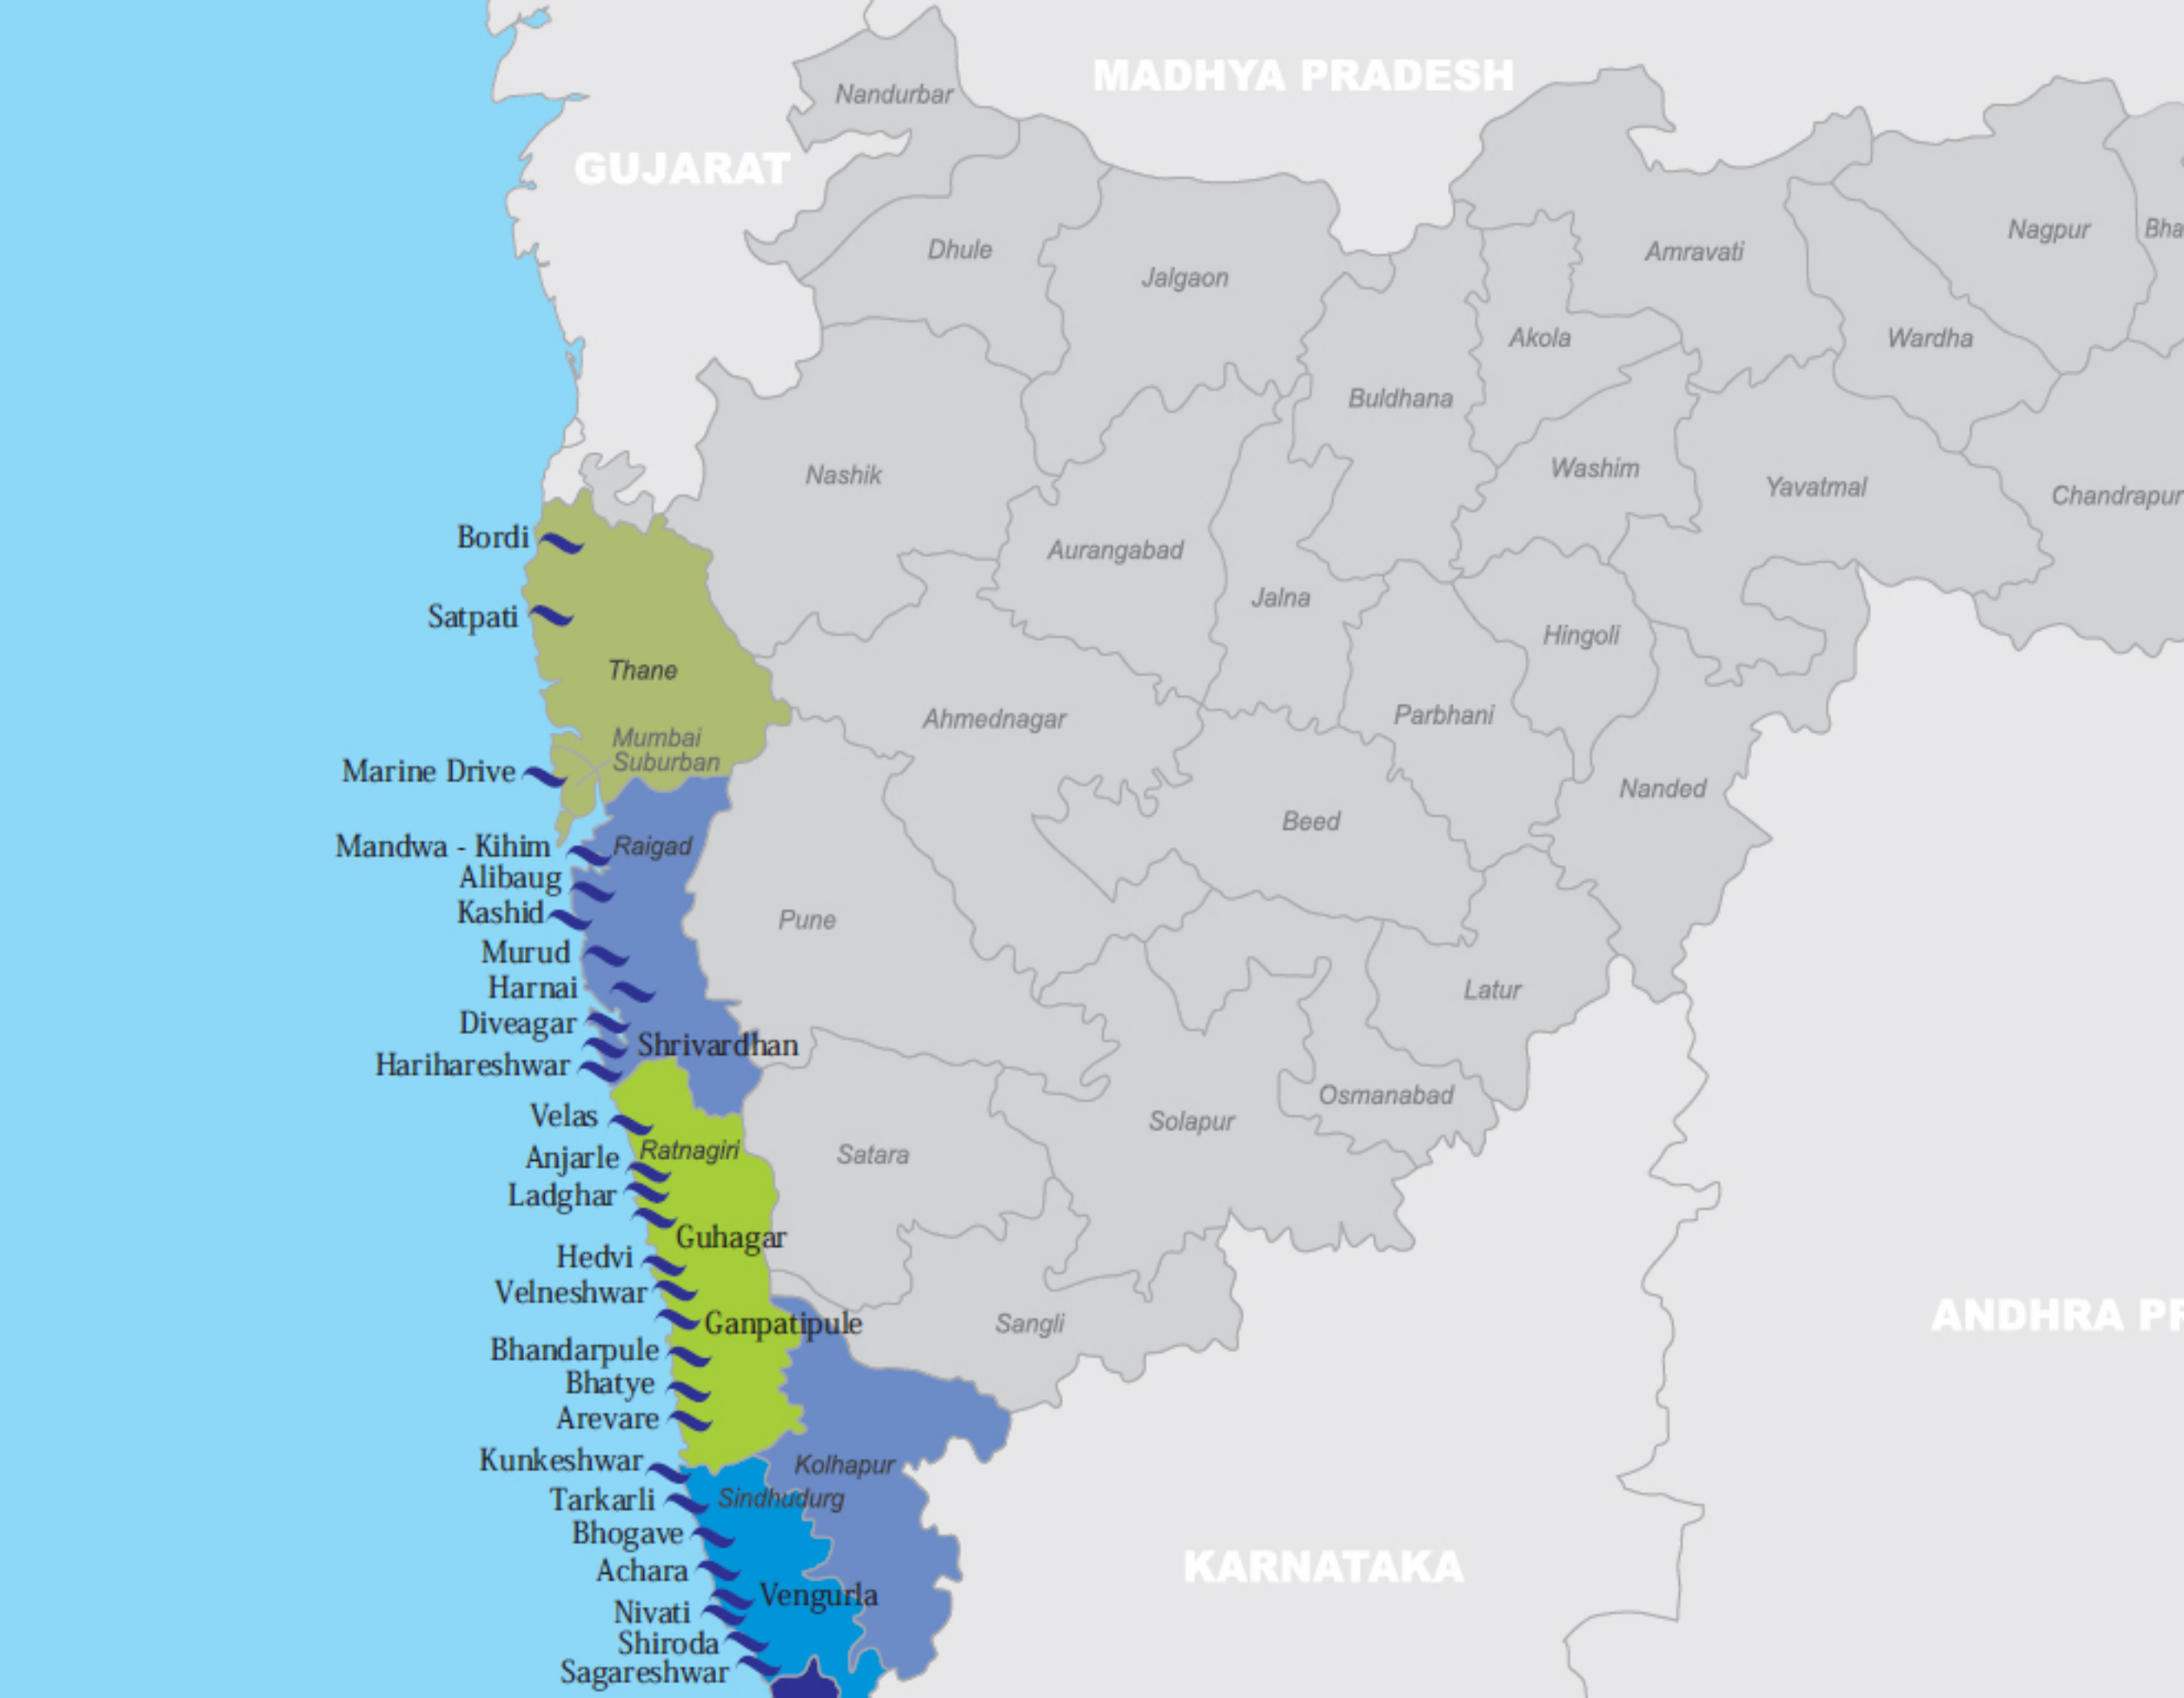 MADHYA PRADESH
Nandurbar
GUJARAT
Dhule
Jalgaon
Amravati
Nagpur
Bha
Akola
Wardha
Buldhana
Nashik
Washim
Yavatmal
Chandrapur
Bordi
Aurangabad
Jalna
Satpati
Hingoli
Thane
Ahmednagar
Parbhani
Mumbai
Suburban
Marine Drive
Nanded
Beed
Mandwa - Kihim
Raigad
Alibaug
Kashid
Pune
Murud
Harnai
Latur
Diveagar
Shrivardhan
Harihareshwar
Osmanabad
Velas
Solapur
Ratnagiri
Anjarle
Satara
Ladghar
Guhagar
Hedvi
Velneshwar
Ganpatipule
Sangli
ANDHRA PR
Bhandarpule
Bhatye
Arevare
Kunkeshwar
Kolhapur
Tarkarli
Sindhudurg
Bhogave
KARNATAKA
Achara
Vengurla
Nivati
Shiroda
Sagareshwar